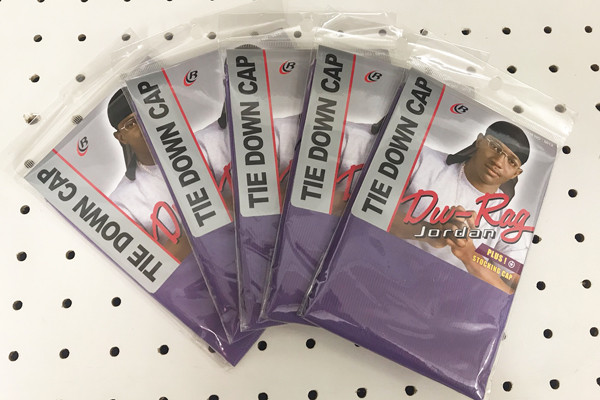 TIE DOWN CAP
TIE DOWN CAP
TIE DOWN CAP
TIE DOWN CAP
TIE DOWN CAP
Du-Rag
Jordan
PLUS!
STOCKING CAP